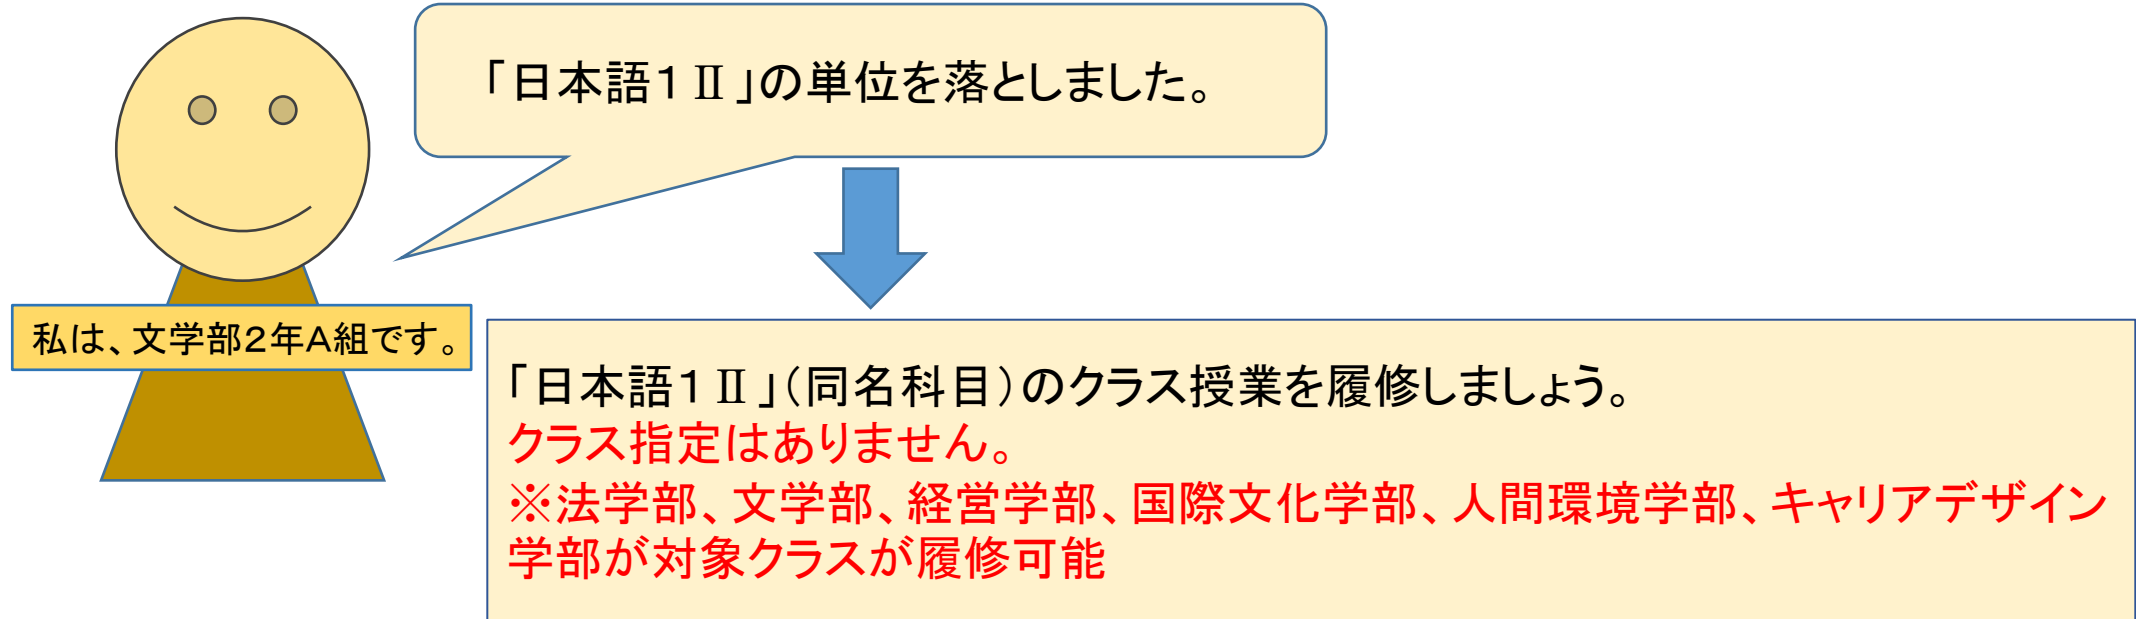 「日本語１Ⅱ」の単位を落としました。
私は、文学部２年Ａ組です。
「日本語１Ⅱ」（同名科目）のクラス授業を履修しましょう。
クラス指定はありません。
※法学部、文学部、経営学部、国際文化学部、人間環境学部、キャリアデザイン
学部が対象クラスが履修可能